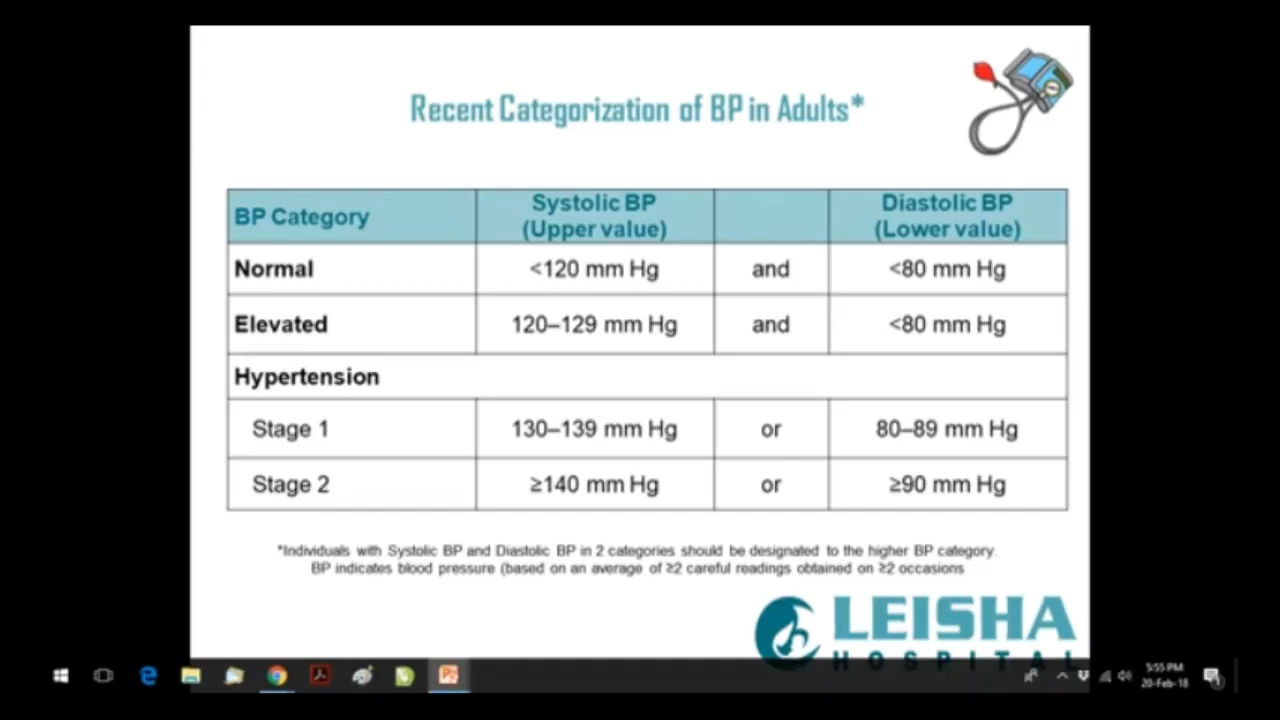 Recent Categorization of BP in Adults*
BP Category Systolic BP (Upper value) Diastolic BP (Lower value)
Normal <120 mm Hg and <80 mm Hg
Elevated 120–129 mm Hg and <80 mm Hg
Hypertension
Stage 1 130–139 mm Hg or 80–89 mm Hg
Stage 2 ≥140 mm Hg or ≥90 mm Hg
*Individuals with Systolic BP and Diastolic BP in 2 categories should be designated to the higher BP category.
BP indicates blood pressure (based on an average of ≥2 careful readings obtained on ≥2 occasions
LEISHA
HOSPITAL
5:55 PM
20-Feb-18